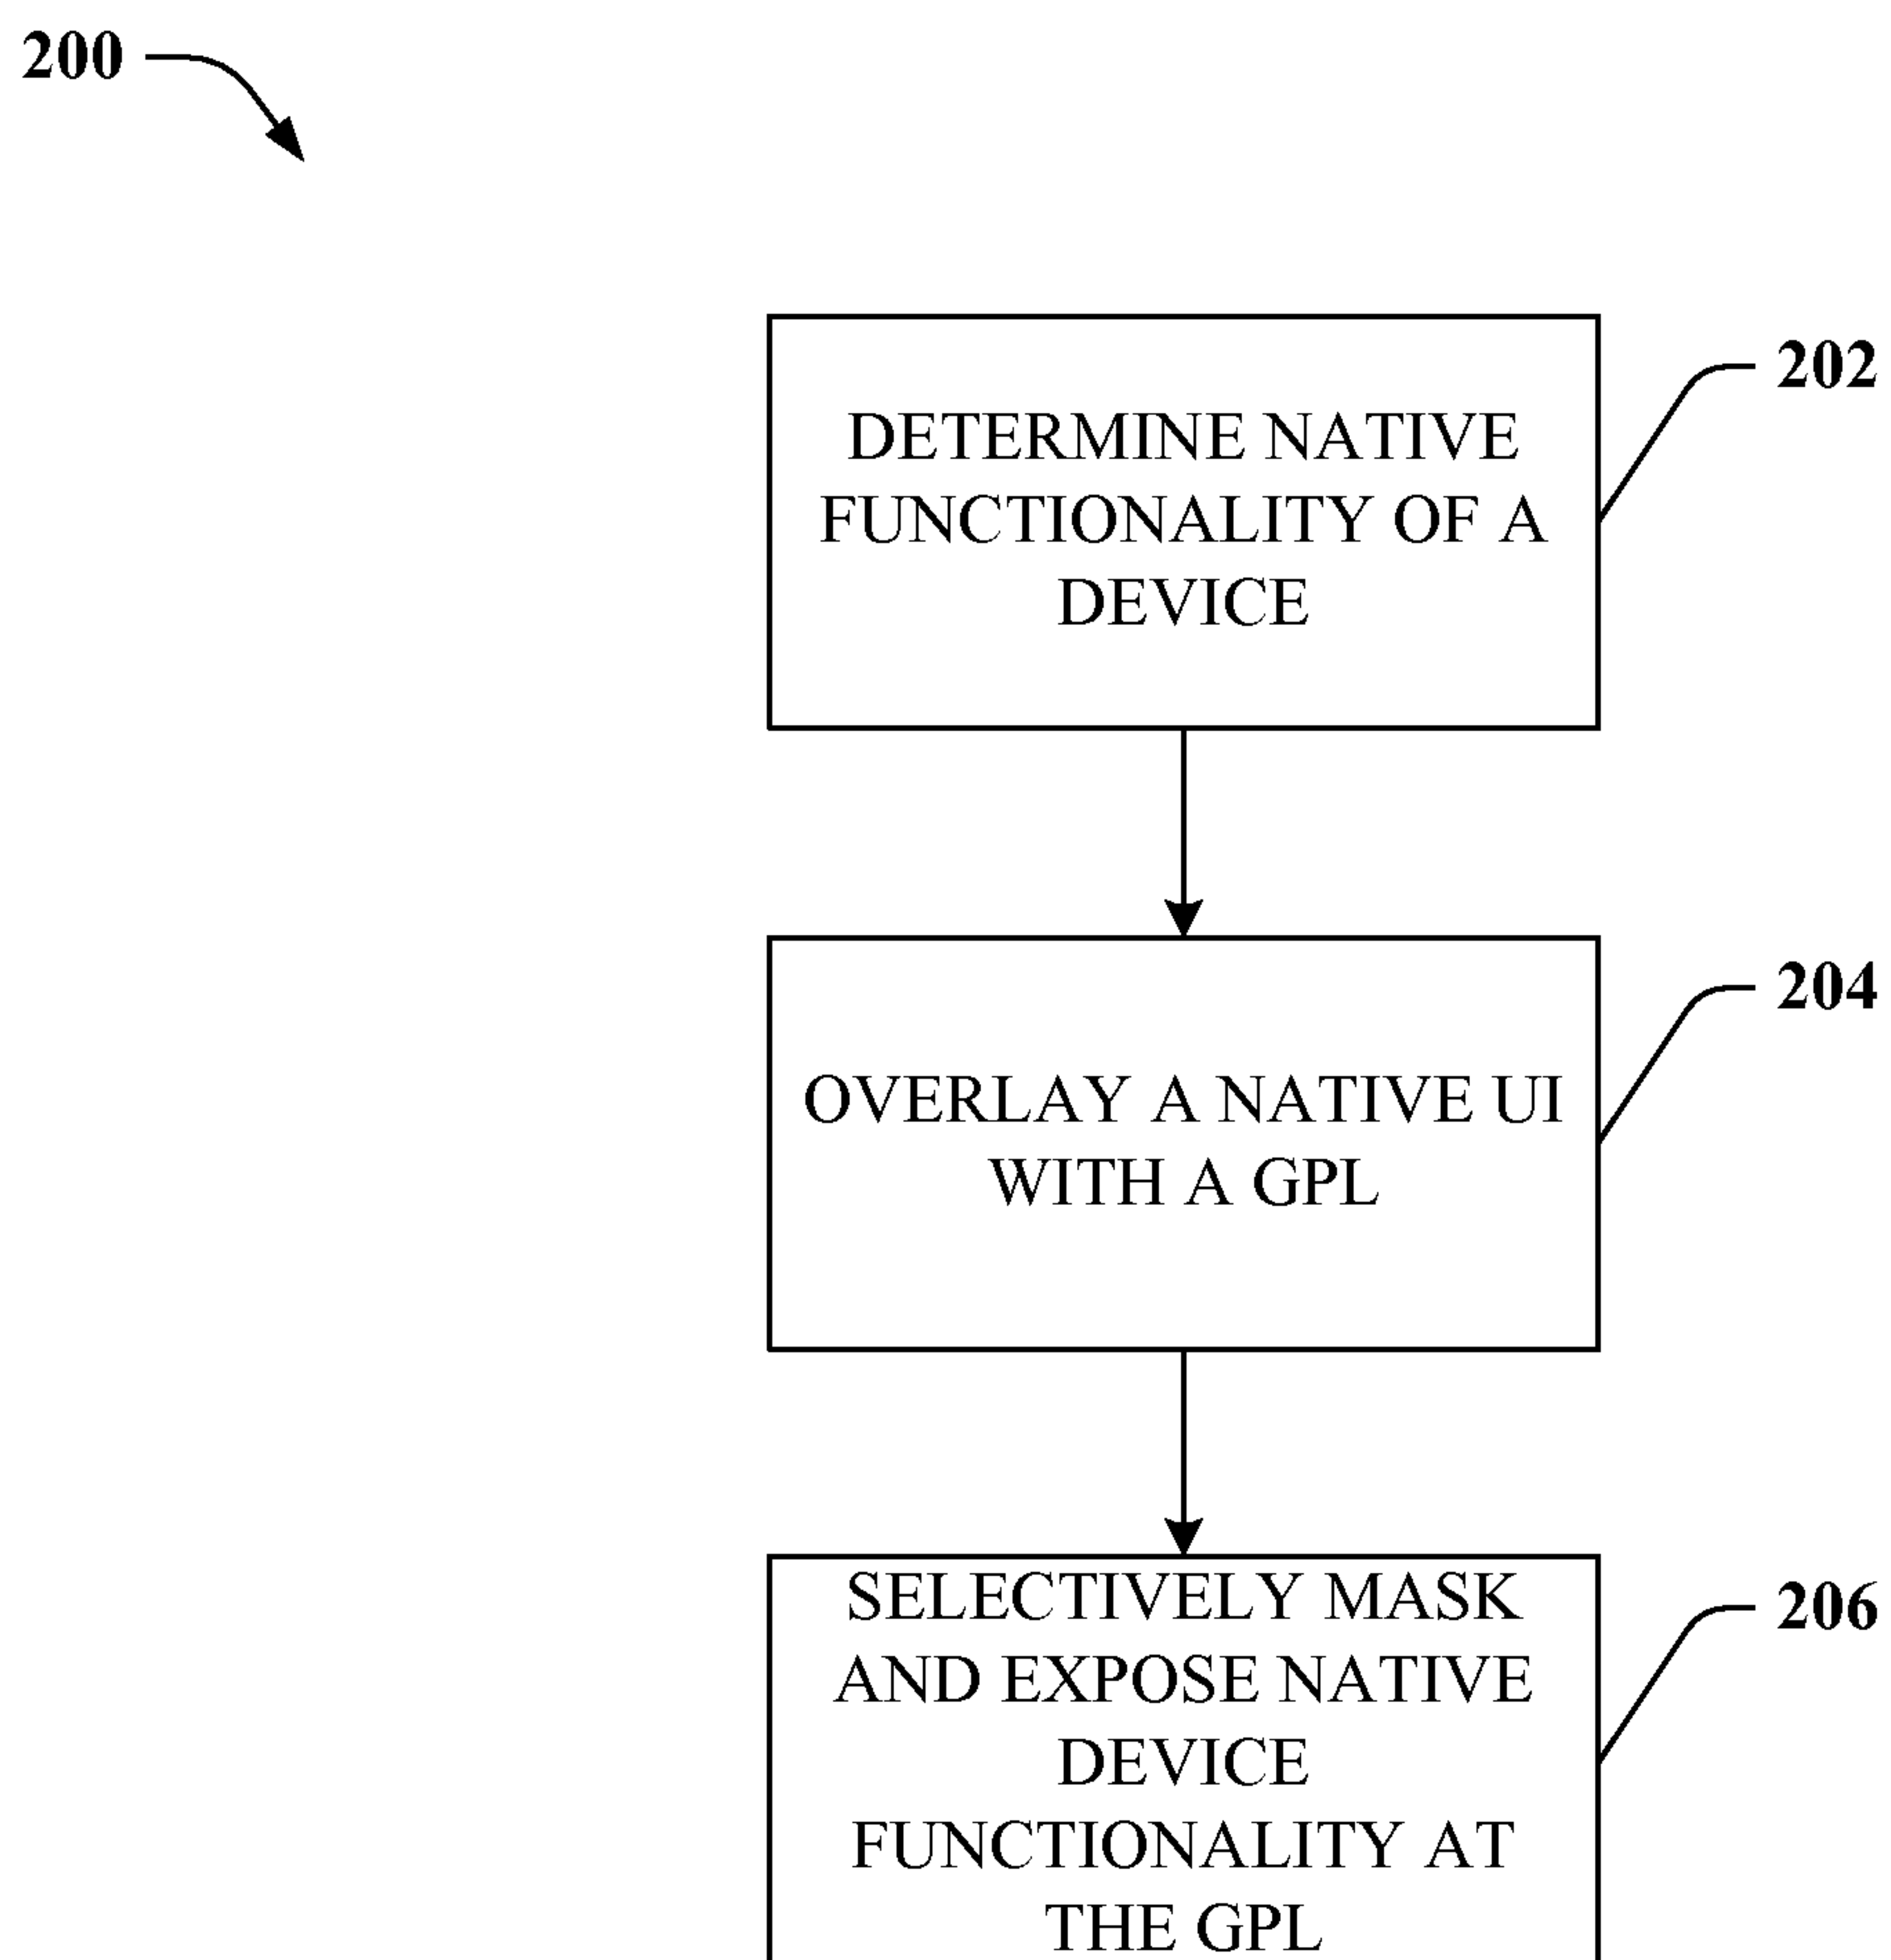 200
202
DETERMINE NATIVE
FUNCTIONALITY OF A
DEVICE
204
OVERLAY A NATIVE UI
WITH A GPL
206
SELECTIVELY MASK
AND EXPOSE NATIVE
DEVICE
FUNCTIONALITY AT
THE GPL